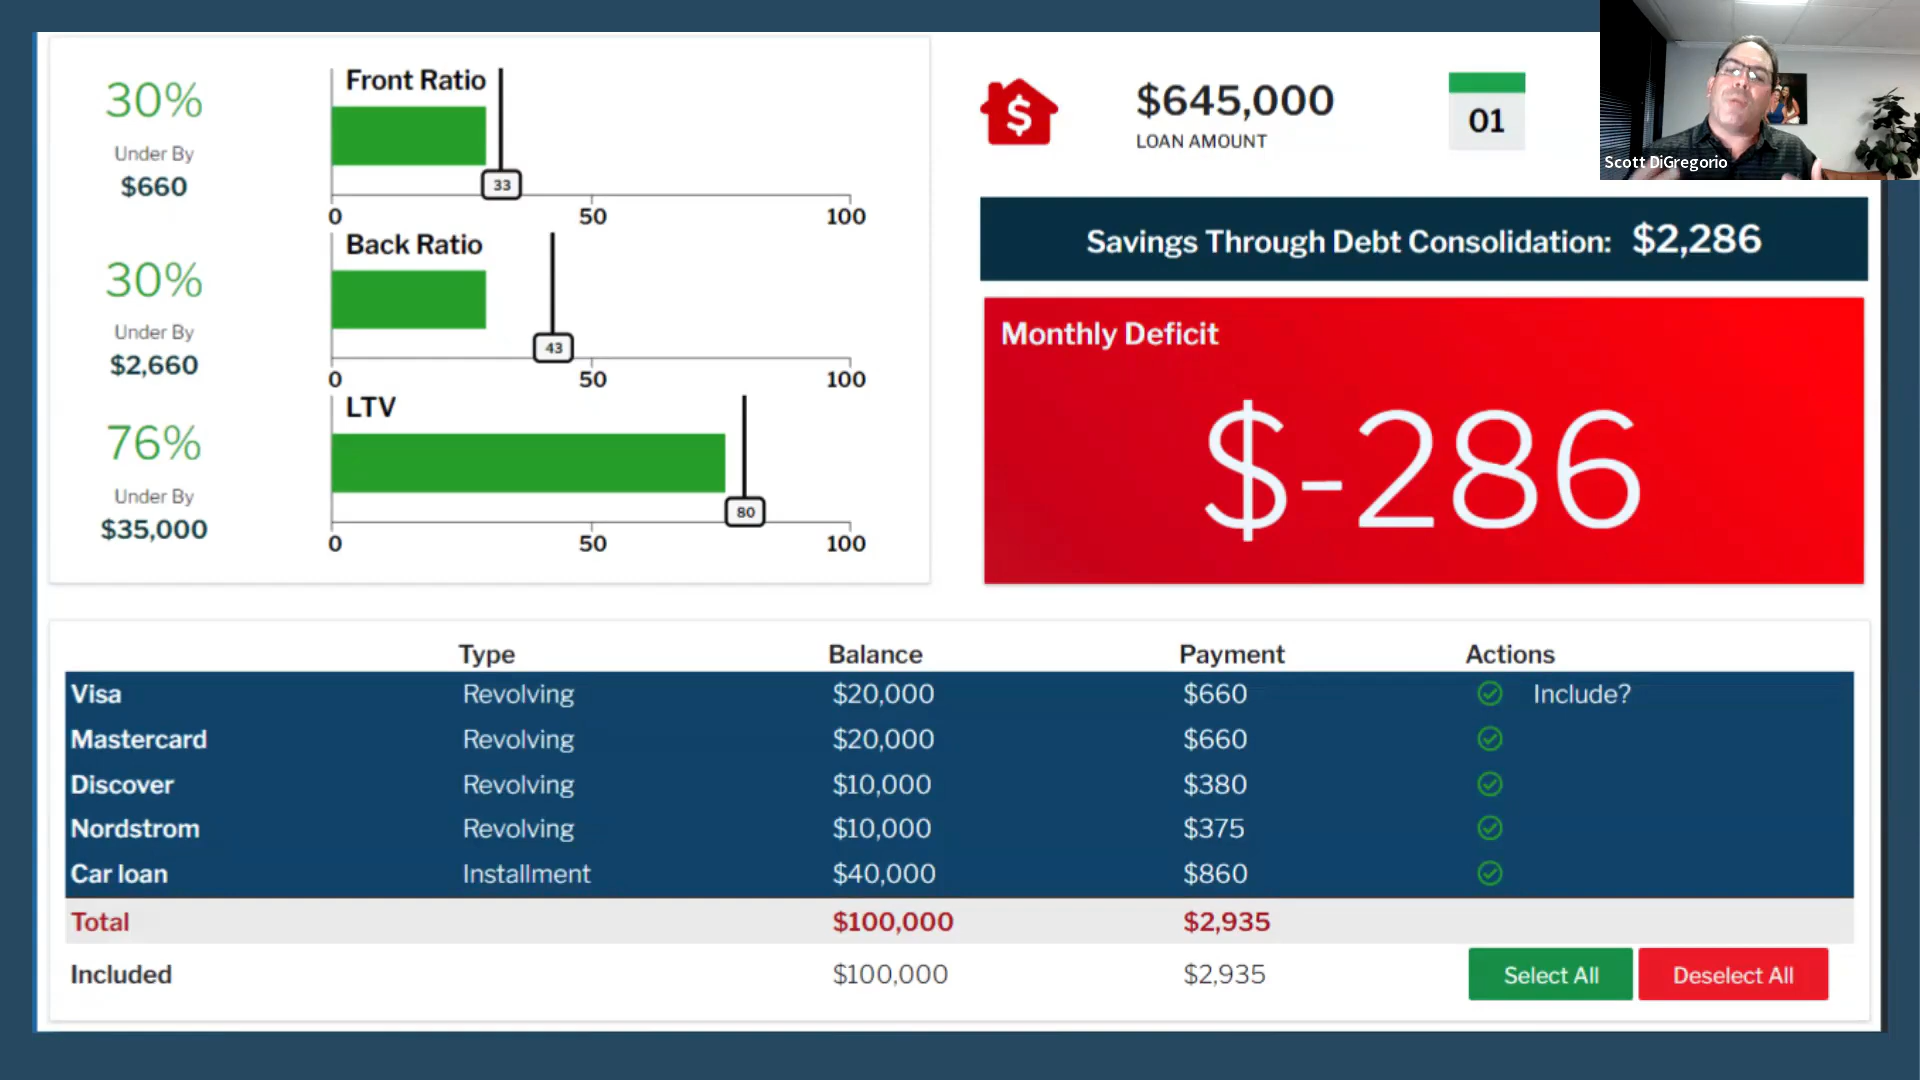 30%
Under By
$660
Front Ratio
33
0 50 100
30%
Under By
$2,660
Back Ratio
43
0 50 100
76%
Under By
$35,000
LTV
80
0 50 100
$
$645,000
LOAN AMOUNT
01
Scott DiGregorio
Savings Through Debt Consolidation: $2,286
Monthly Deficit
$-286
Type Balance Payment Actions
Visa Revolving $20,000 $660 Include?
Mastercard Revolving $20,000 $660
Discover Revolving $10,000 $380
Nordstrom Revolving $10,000 $375
Car loan Installment $40,000 $860
Total $100,000 $2,935
Included $100,000 $2,935
Select All Deselect All